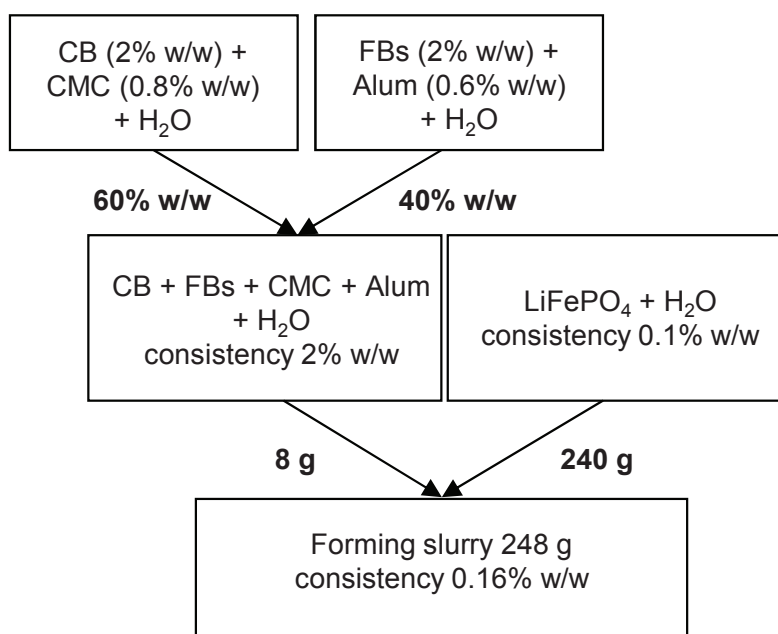 CB (2% w/w) +
CMC (0.8% w/w)
+ H₂O
FBs (2% w/w) +
Alum (0.6% w/w)
+ H₂O
60% w/w
40% w/w
CB + FBs + CMC + Alum
+ H₂O
consistency 2% w/w
LiFePO₄ + H₂O
consistency 0.1% w/w
8 g
240 g
Forming slurry 248 g
consistency 0.16% w/w